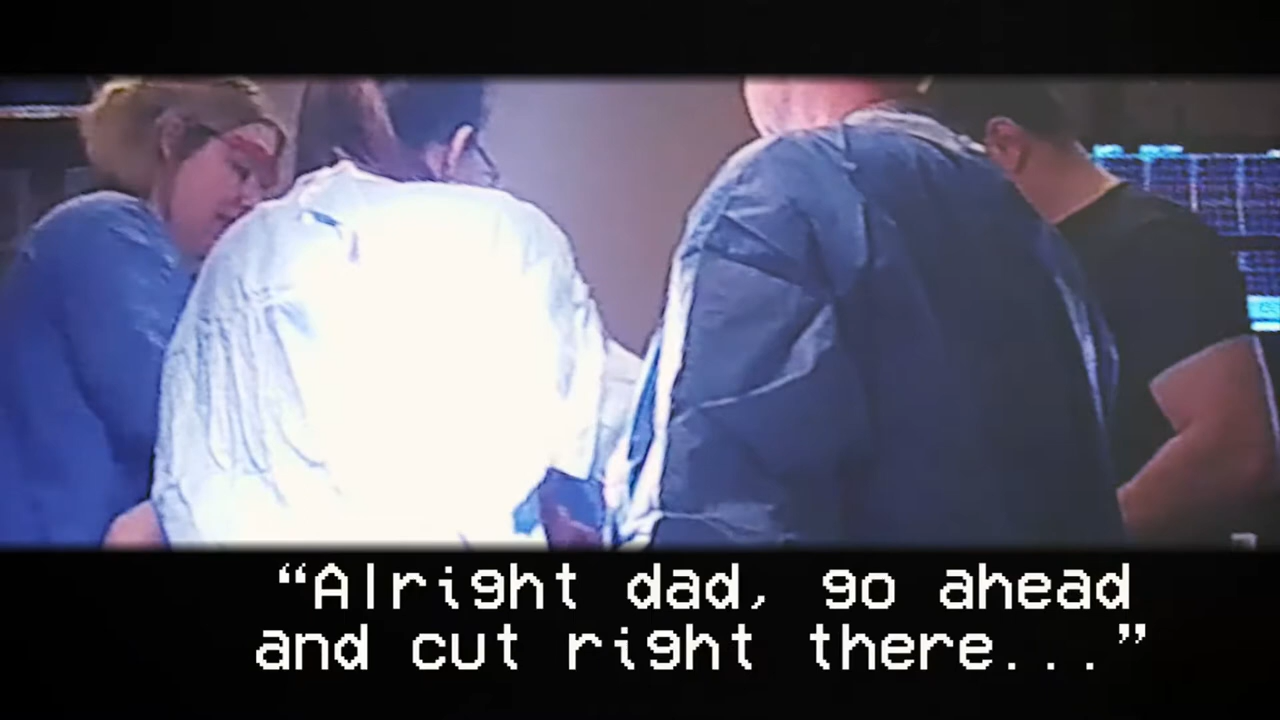 “Alright dad, go ahead
and cut right there...”